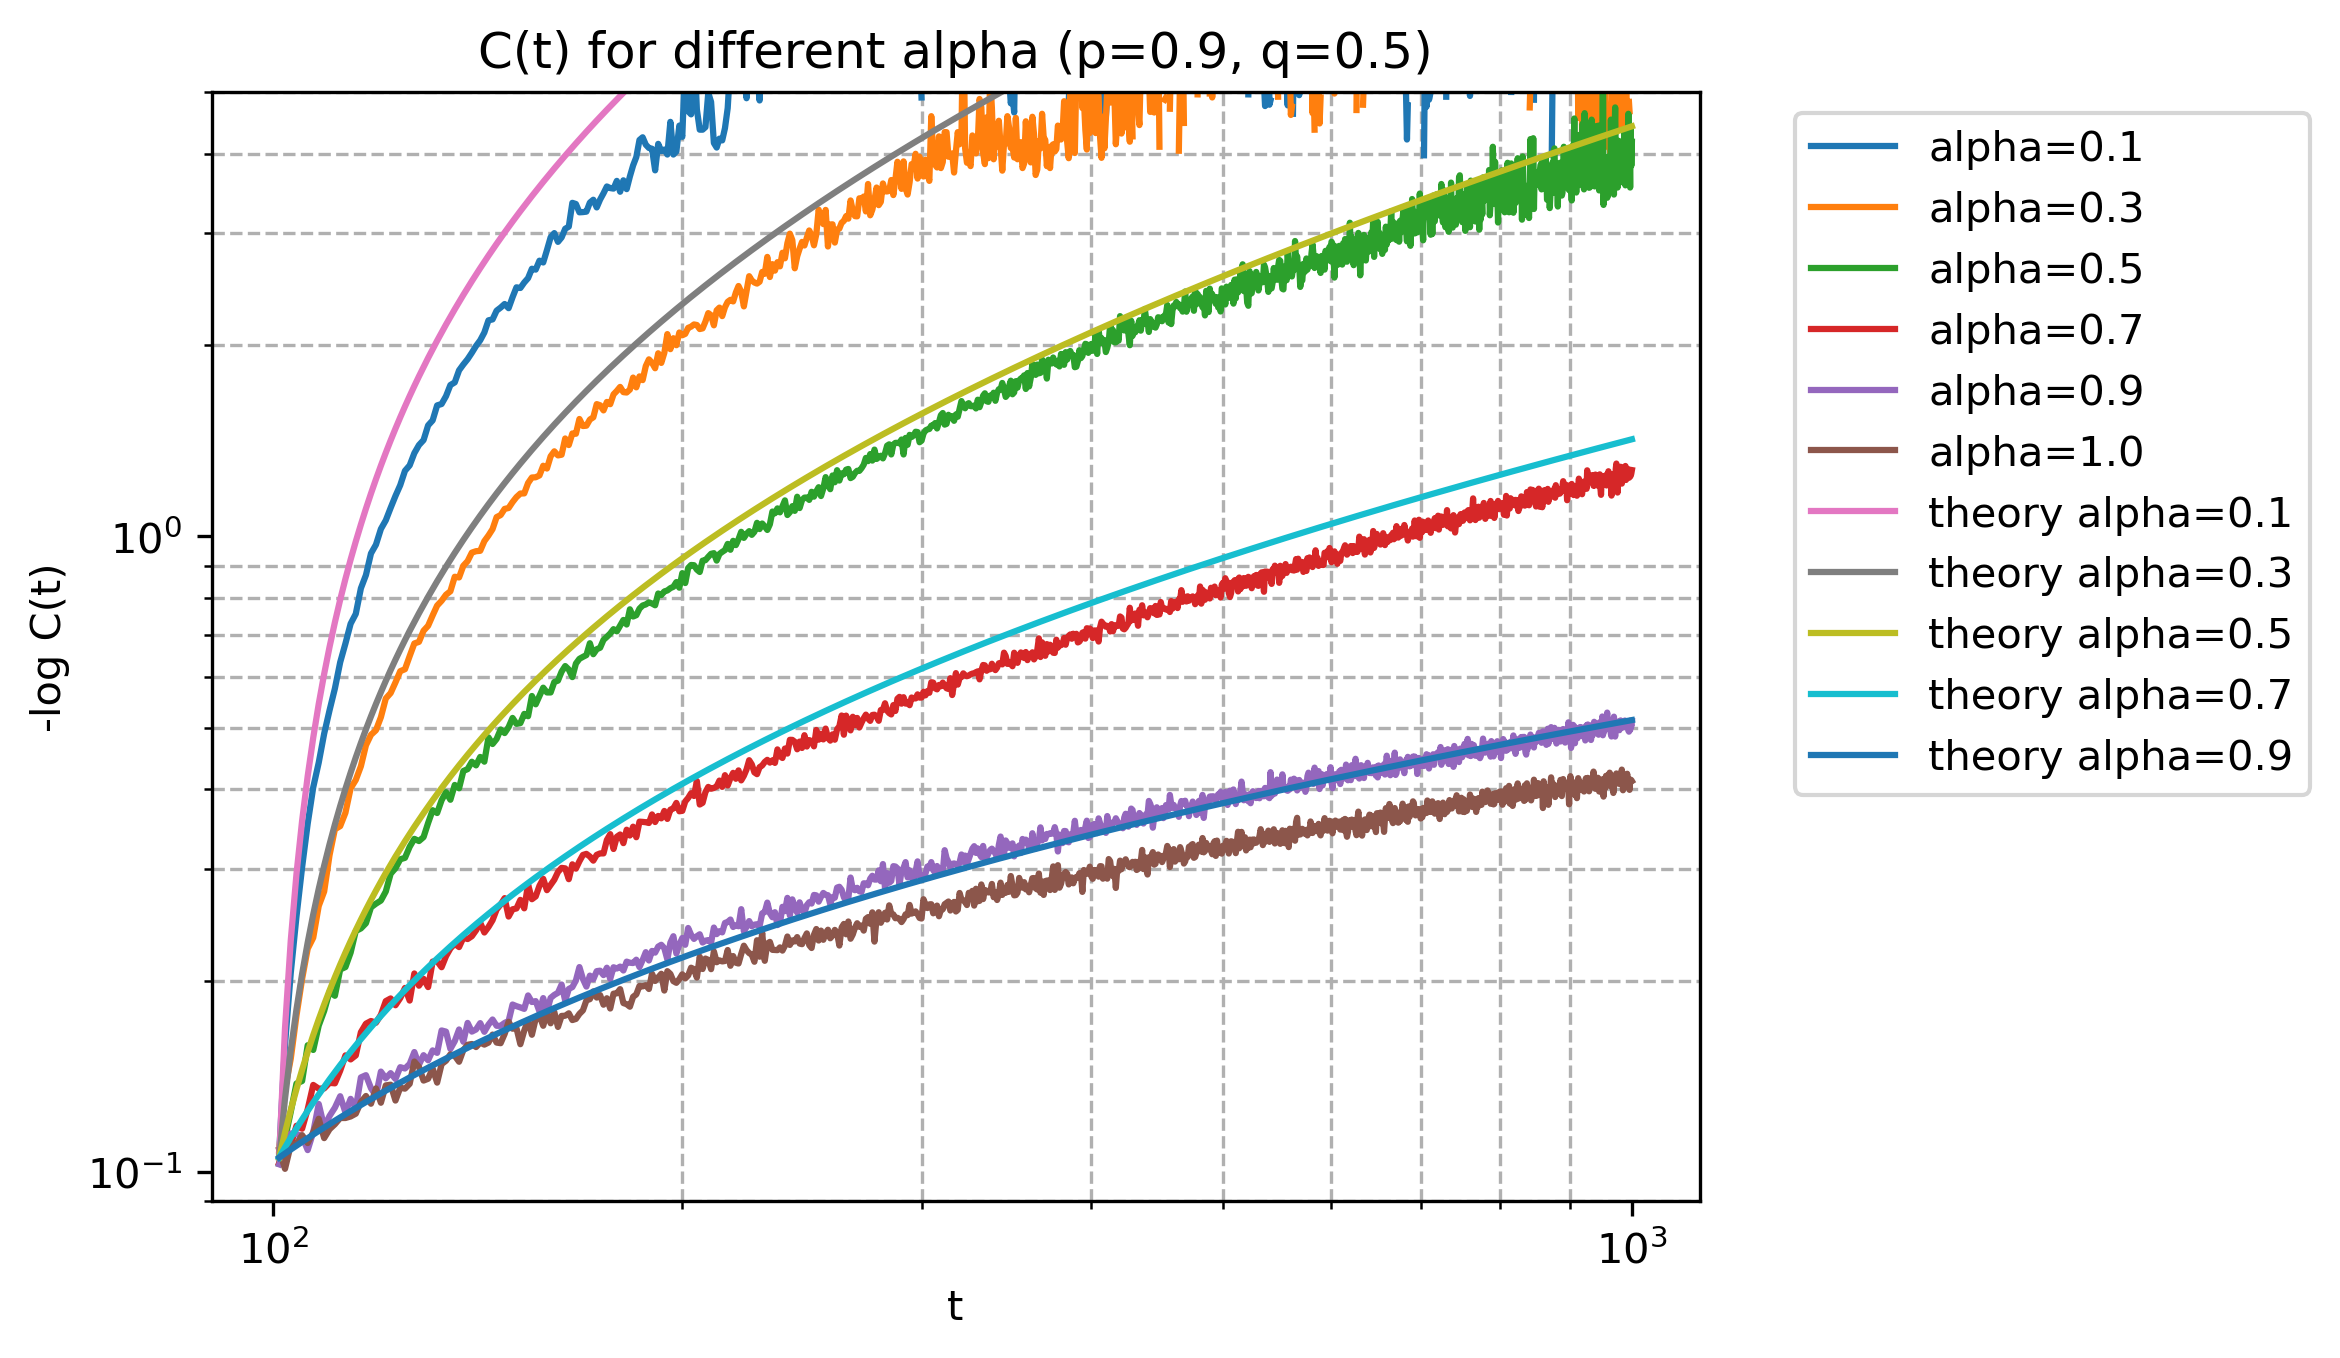 C(t) for different alpha (p=0.9, q=0.5)
-log C(t)
10⁰
10⁻¹
10²
10³
t
alpha=0.1
alpha=0.3
alpha=0.5
alpha=0.7
alpha=0.9
alpha=1.0
theory alpha=0.1
theory alpha=0.3
theory alpha=0.5
theory alpha=0.7
theory alpha=0.9